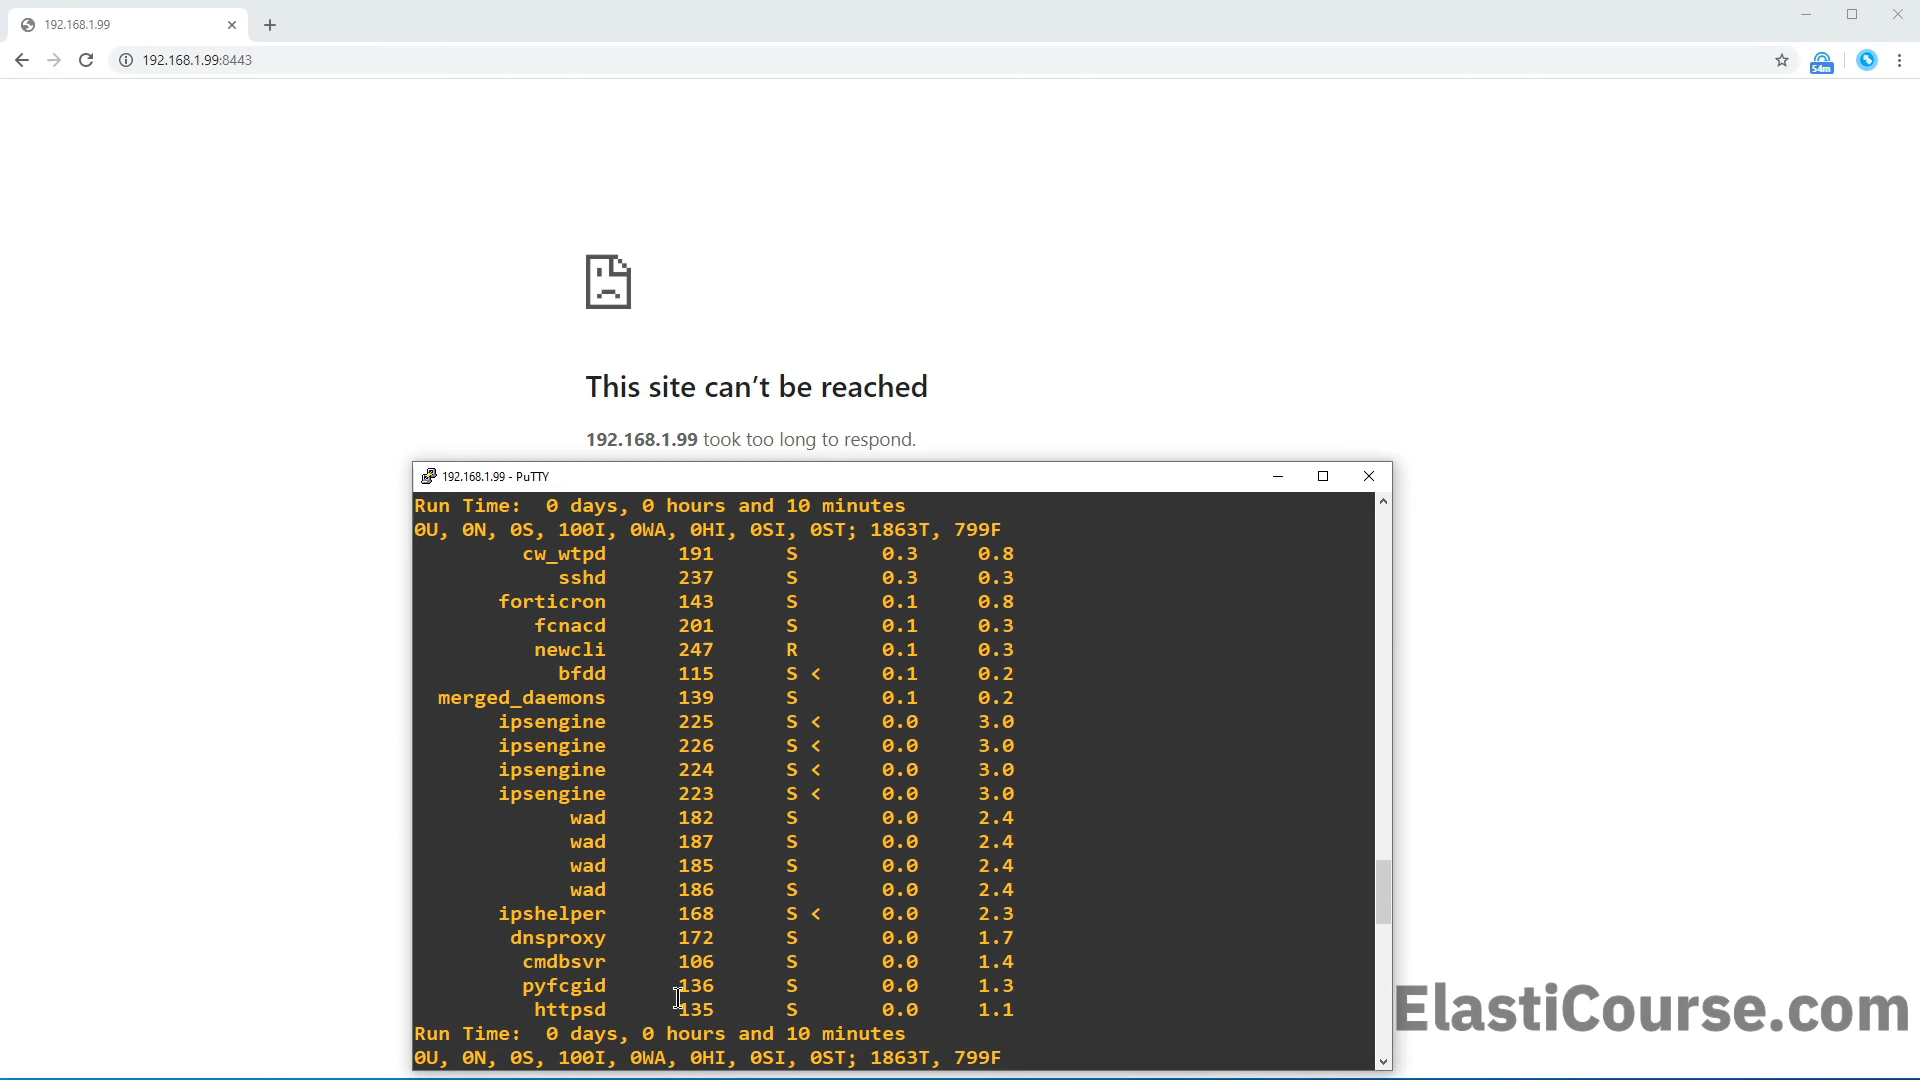 192.168.1.99
192.168.1.99:8443
54m
This site can't be reached
192.168.1.99 took too long to respond.
192.168.1.99 - PuTTY
Run Time:  0 days, 0 hours and 10 minutes
0U, 0N, 0S, 100I, 0WA, 0HI, 0SI, 0ST; 1863T, 799F
cw_wtpd 191 S 0.3 0.8
sshd 237 S 0.3 0.3
forticron 143 S 0.1 0.8
fcnacd 201 S 0.1 0.3
newcli 247 R 0.1 0.3
bfdd 115 S < 0.1 0.2
merged_daemons 139 S 0.1 0.2
ipsengine 225 S < 0.0 3.0
ipsengine 226 S < 0.0 3.0
ipsengine 224 S < 0.0 3.0
ipsengine 223 S < 0.0 3.0
wad 182 S 0.0 2.4
wad 187 S 0.0 2.4
wad 185 S 0.0 2.4
wad 186 S 0.0 2.4
ipshelper 168 S < 0.0 2.3
dnsproxy 172 S 0.0 1.7
cmdbsvr 106 S 0.0 1.4
pyfcgid 136 S 0.0 1.3
httpsd 135 S 0.0 1.1
Run Time:  0 days, 0 hours and 10 minutes
0U, 0N, 0S, 100I, 0WA, 0HI, 0SI, 0ST; 1863T, 799F
ElastiCourse.com